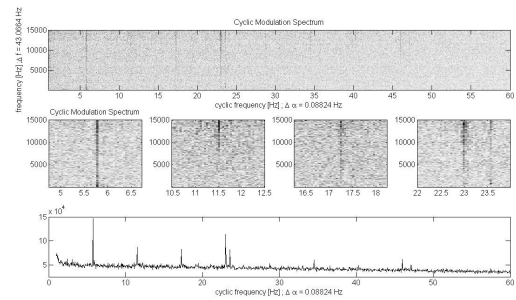 Cyclic Modulation Spectrum
frequency [Hz] Δ f = 43.0664 Hz
15000
10000
5000
5 10 15 20 25 30 35 40 45 50 55 60
cyclic frequency [Hz] ; Δ α = 0.08824 Hz
Cyclic Modulation Spectrum
15000 15000 15000 15000
10000 10000 10000 10000
5000 5000 5000 5000
5 5.5 6 6.5 10.5 11 11.5 12 12.5 16.5 17 17.5 18 22 22.5 23 23.5
x 10⁴
15
10
5
0 10 20 30 40 50 60
cyclic frequency [Hz] ; Δ α = 0.08824 Hz